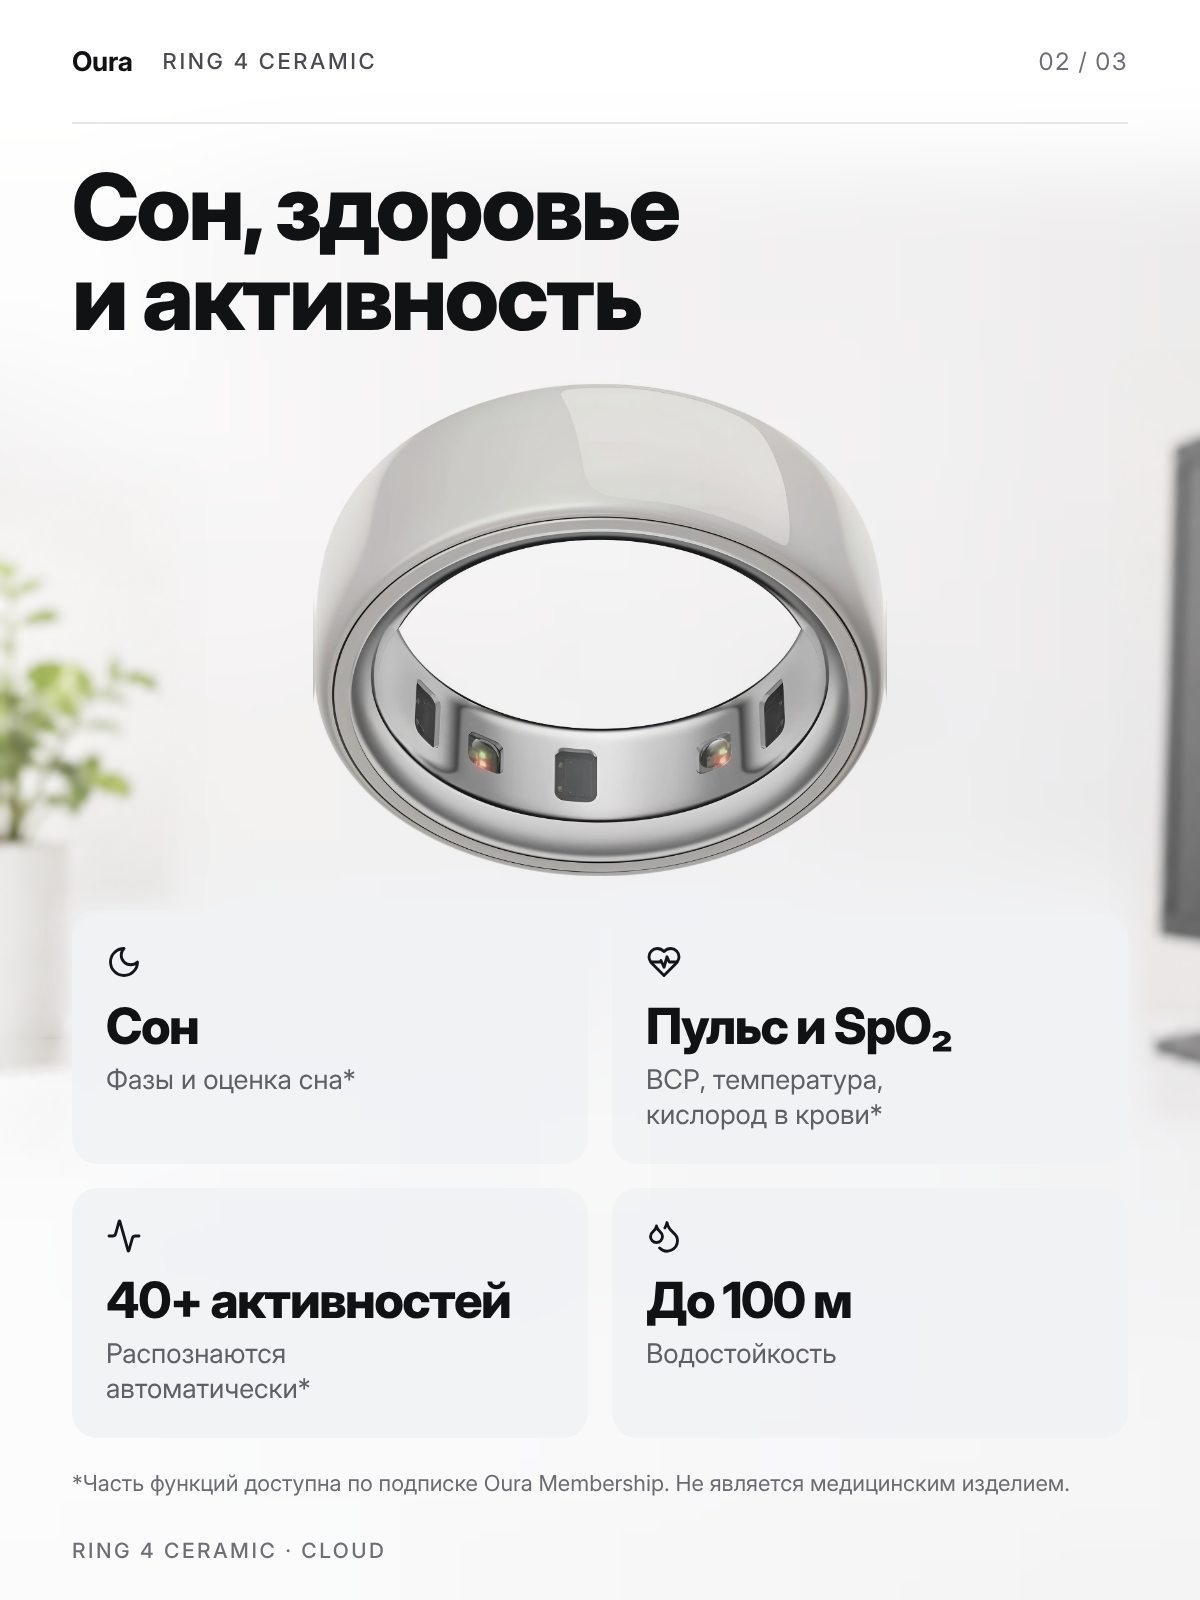 Oura RING 4 CERAMIC 02 / 03
Сон, здоровье
и активность
Сон
Фазы и оценка сна*
Пульс и SpO₂
ВСР, температура,
кислород в крови*
40+ активностей
Распознаются
автоматически*
До 100 м
Водостойкость
*Часть функций доступна по подписке Oura Membership. Не является медицинским изделием.
RING 4 CERAMIC · CLOUD